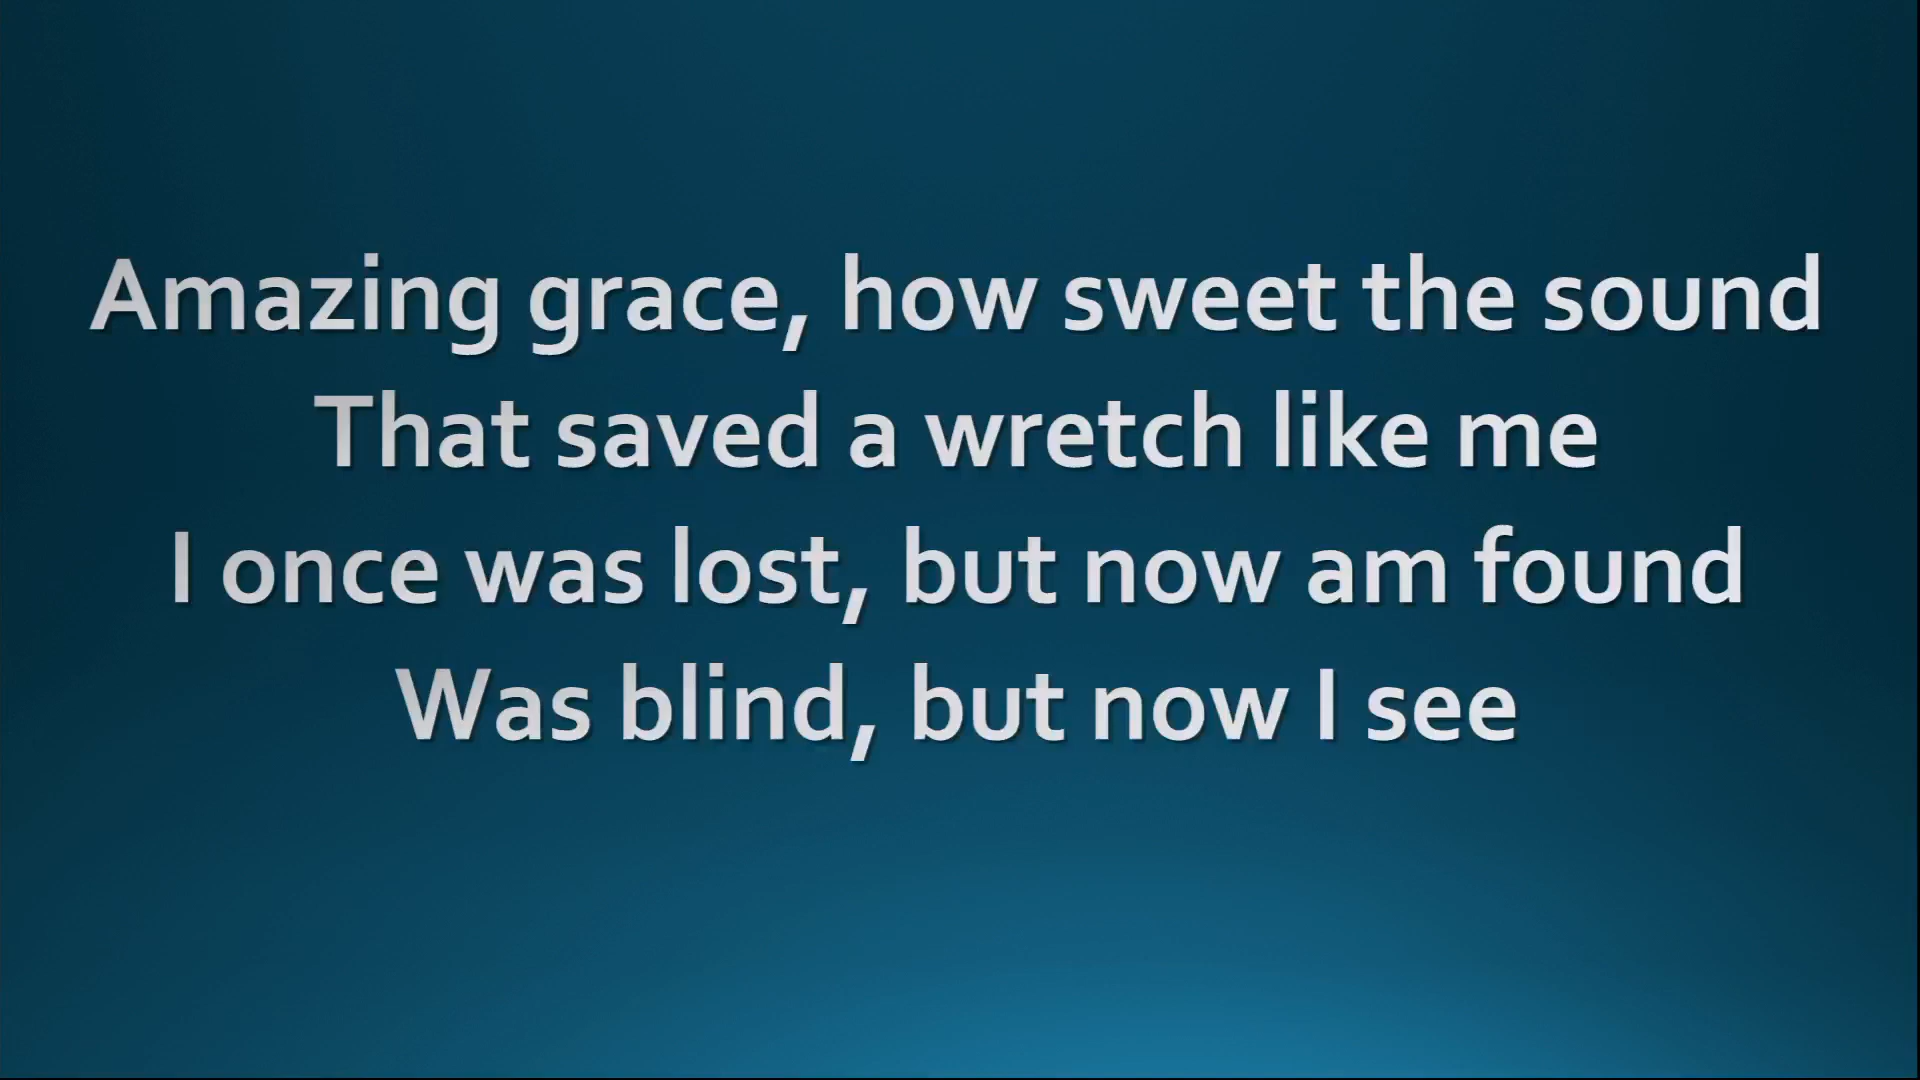 Amazing grace, how sweet the sound
That saved a wretch like me
I once was lost, but now am found
Was blind, but now I see